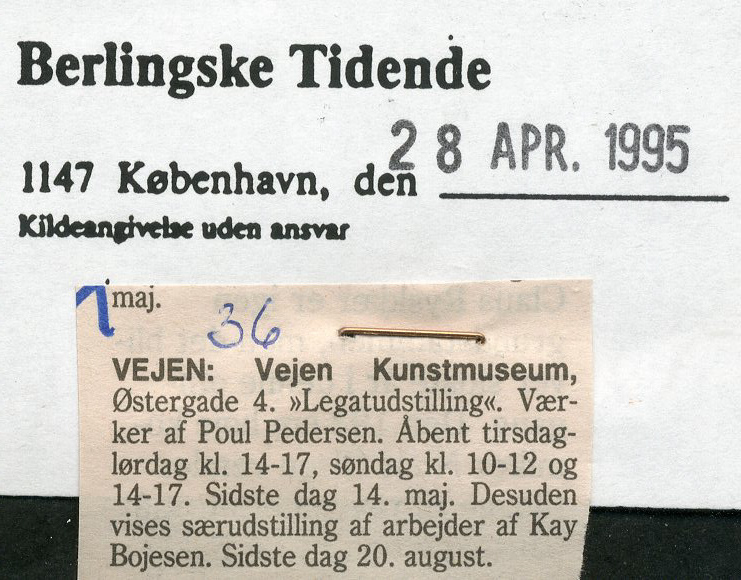 Berlingske Tidende
28 APR. 1995
1147 København, den
Kildeangivelse uden ansvar
maj.
36
VEJEN: Vejen Kunstmuseum,
Østergade 4. »Legatudstilling«. Vær-
ker af Poul Pedersen. Åbent tirsdag-
lørdag kl. 14-17, søndag kl. 10-12 og
14-17. Sidste dag 14. maj. Desuden
vises særudstilling af arbejder af Kay
Bojesen. Sidste dag 20. august.